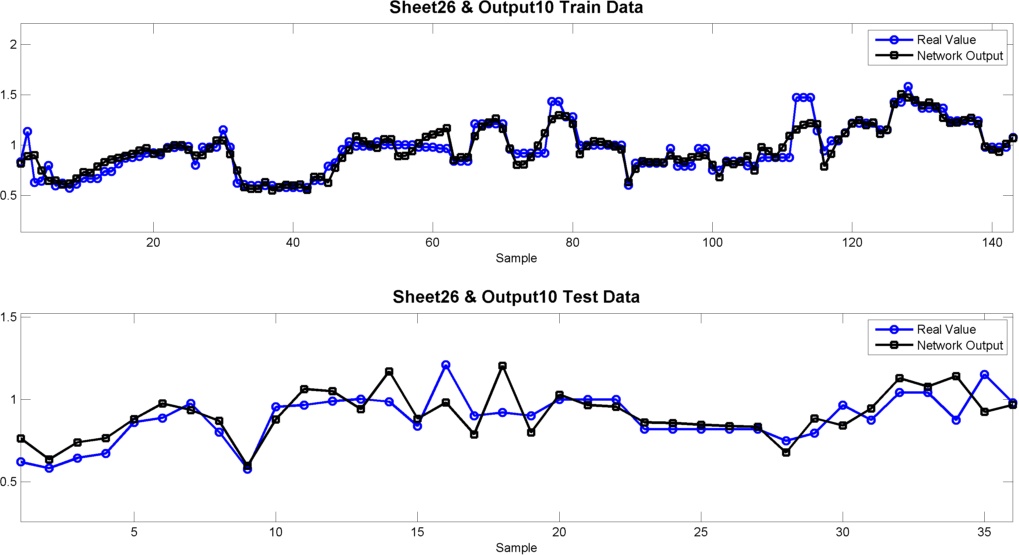 Sheet26 & Output10 Train Data
2
1.5
1
0.5
Real Value
Network Output
20 40 60 80 100 120 140
Sample
Sheet26 & Output10 Test Data
1.5
1
0.5
Real Value
Network Output
5 10 15 20 25 30 35
Sample